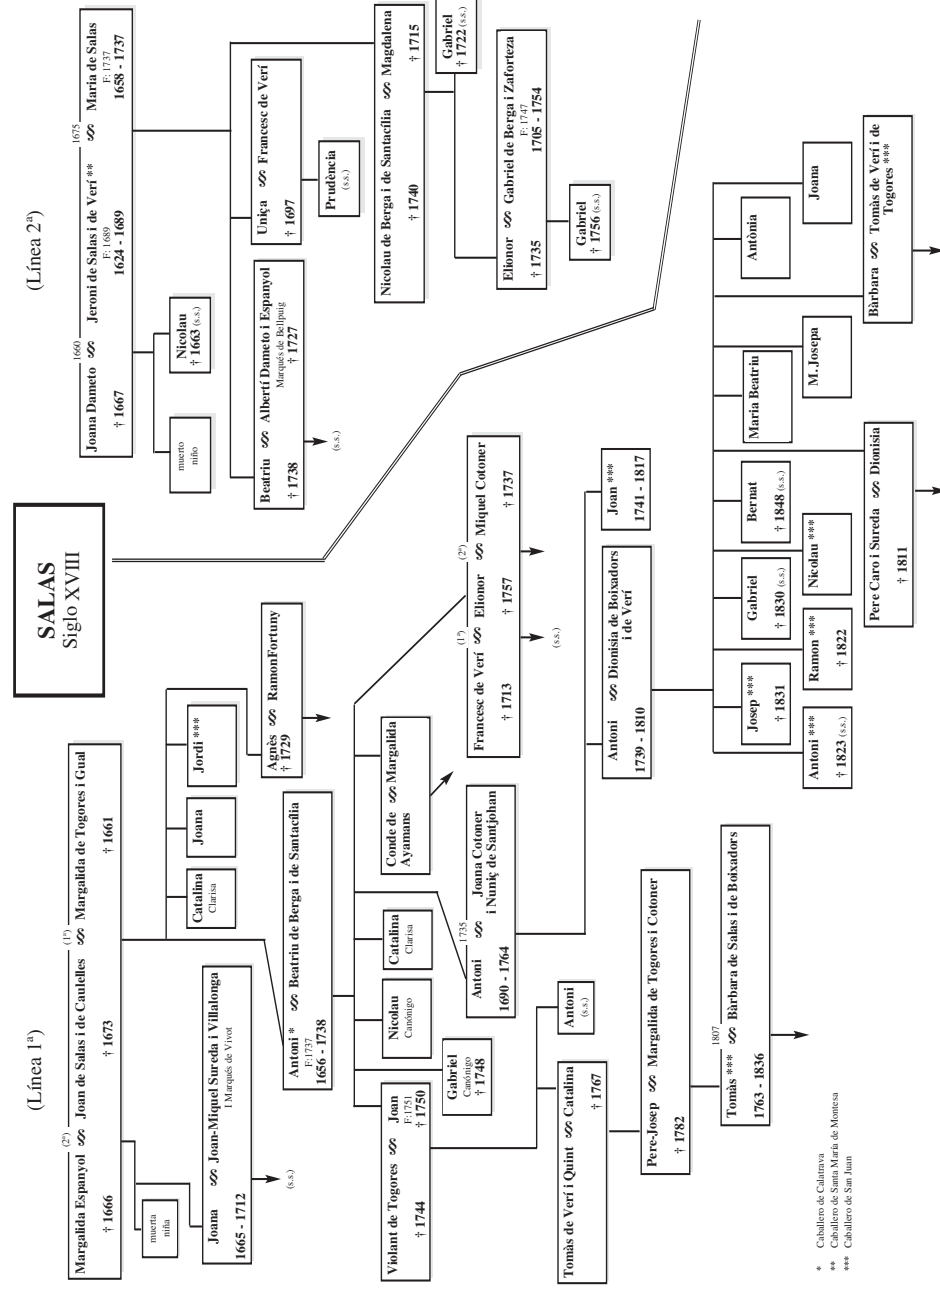 SALAS
Siglo XVIII
(Línea 1ª)
Margalida Espanyol (2ª) § Joan de Salas i de Caulelles (1ª) § Margalida de Togores i Gual
† 1666 † 1673 † 1661
muerta
niña
Joana § Joan-Miquel Sureda i Villalonga
I Marqués de Vivot
1665 - 1712
(s.s.)
Catalina
Clarisa
Joana
Jordi ***
Agnès § RamonFortuny
† 1729
Antoni * § Beatriu de Berga i de Santacília
F:1737
1656 - 1738
Violant de Togores § Joan
F:1751
† 1744 † 1750
Gabriel
Canónigo
† 1748
Nicolau
Canónigo
Catalina
Clarisa
Antoni 1735 § Joana Cotoner
i Nuniç de Santjohan
1690 - 1764
Conde de § Margalida
Ayamans
Francesc de Verí (1ª) § Elionor (2ª) § Miquel Cotoner
† 1713 † 1757 † 1737
(s.s.)
Tomàs de Verí i Quint § Catalina
† 1767
Antoni
(s.s.)
Antoni § Dionisia de Boixadors
i de Verí
1739 - 1810
Joan ***
1741 - 1817
Pere-Josep § Margalida de Togores i Cotoner
† 1782
1807
Tomàs *** § Bàrbara de Salas i de Boixadors
1763 - 1836
Antoni ***
† 1823 (s.s.)
Josep ***
† 1831
Ramon ***
† 1822
Gabriel
† 1830 (s.s.)
Nicolau ***
Bernat
† 1848 (s.s.)
Pere Caro i Sureda § Dionisia
† 1811
Maria Beatriu
M. Josepa
Bàrbara § Tomàs de Verí i de
Togores ***
Antònia
Joana
(Línea 2ª)
Joana Dameto 1660 § Jeroni de Salas i de Verí ** 1675 § Maria de Salas
F: 1689 F: 1737
† 1667 1624 - 1689 1658 - 1737
muerto
niño
Nicolau
† 1663 (s.s.)
Beatriu § Albertí Dameto i Espanyol
Marqués de Bellpuig
† 1738 † 1727
(s.s.)
Uniça § Francesc de Verí
† 1697
Prudència
(s.s.)
Nicolau de Berga i de Santacília § Magdalena
† 1740 † 1715
Gabriel
† 1722 (s.s.)
Elionor § Gabriel de Berga i Zaforteza
F: 1747
† 1735 1705 - 1754
Gabriel
† 1756 (s.s.)
* Caballero de Calatrava
** Caballero de Santa María de Montesa
*** Caballero de San Juan